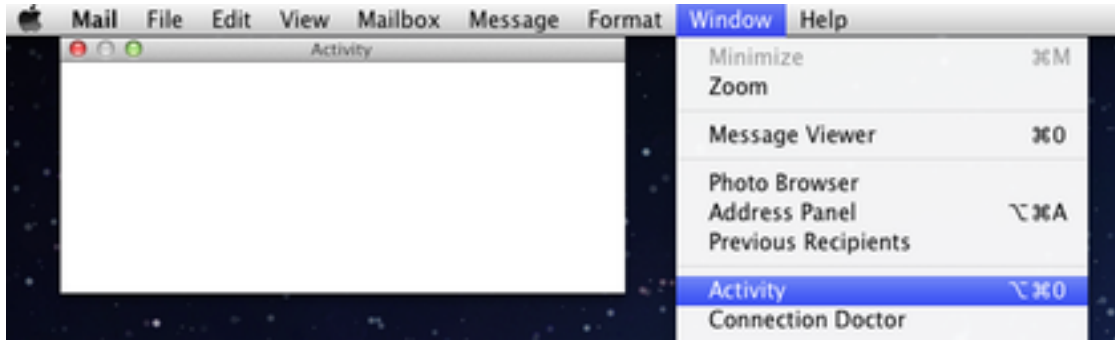 Mail File Edit View Mailbox Message Format Window Help
Activity
Minimize ⌘M
Zoom
Message Viewer ⌘0
Photo Browser
Address Panel ⌥⌘A
Previous Recipients
Activity ⌥⌘0
Connection Doctor